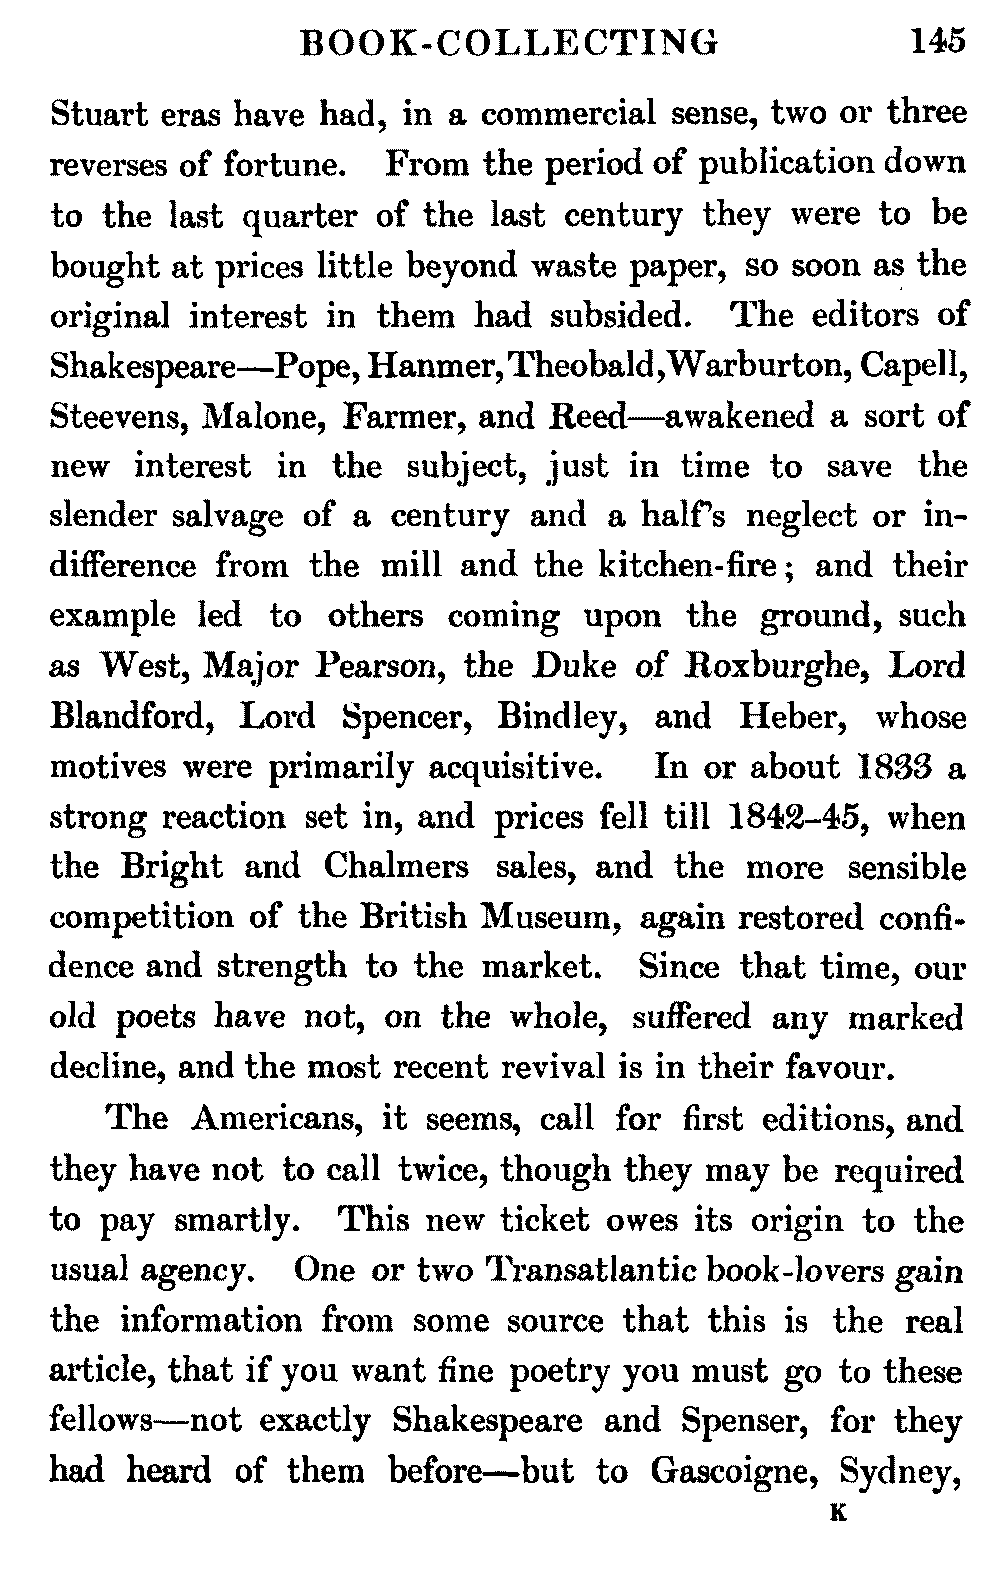 BOOK-COLLECTING 145
Stuart eras have had, in a commercial sense, two or three
reverses of fortune. From the period of publication down
to the last quarter of the last century they were to be
bought at prices little beyond waste paper, so soon as the
original interest in them had subsided. The editors of
Shakespeare—Pope, Hanmer, Theobald, Warburton, Capell,
Steevens, Malone, Farmer, and Reed—awakened a sort of
new interest in the subject, just in time to save the
slender salvage of a century and a half's neglect or in-
difference from the mill and the kitchen-fire; and their
example led to others coming upon the ground, such
as West, Major Pearson, the Duke of Roxburghe, Lord
Blandford, Lord Spencer, Bindley, and Heber, whose
motives were primarily acquisitive. In or about 1833 a
strong reaction set in, and prices fell till 1842-45, when
the Bright and Chalmers sales, and the more sensible
competition of the British Museum, again restored confi-
dence and strength to the market. Since that time, our
old poets have not, on the whole, suffered any marked
decline, and the most recent revival is in their favour.
The Americans, it seems, call for first editions, and
they have not to call twice, though they may be required
to pay smartly. This new ticket owes its origin to the
usual agency. One or two Transatlantic book-lovers gain
the information from some source that this is the real
article, that if you want fine poetry you must go to these
fellows—not exactly Shakespeare and Spenser, for they
had heard of them before—but to Gascoigne, Sydney,
K